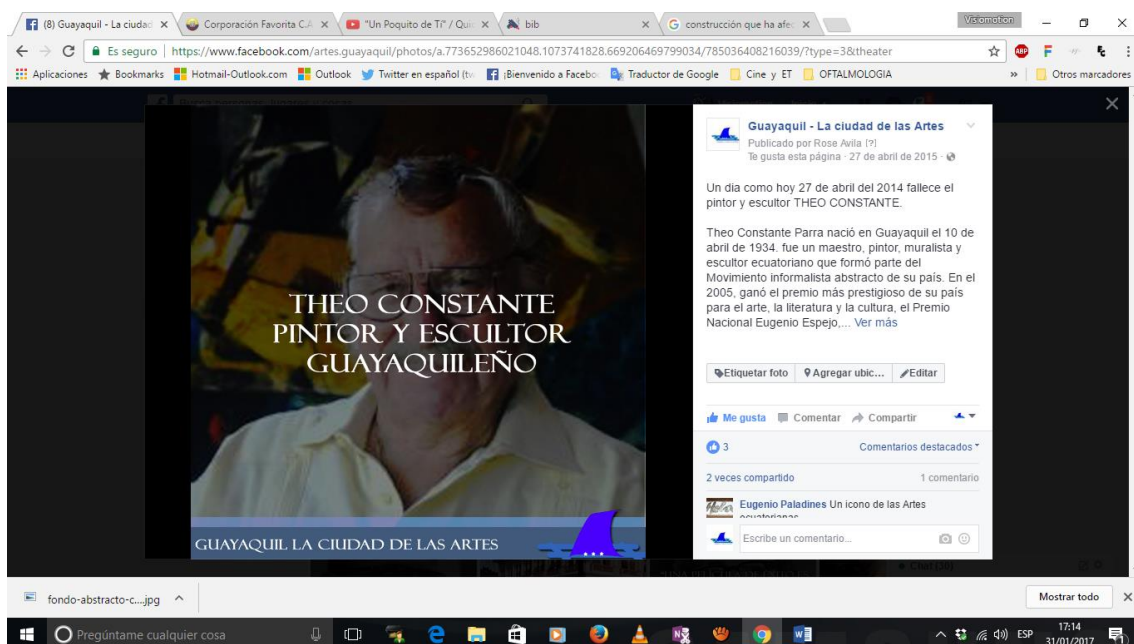 (8) Guayaquil - La ciudad
Corporación Favorita C.A
"Un Poquito de Tí" / Qui
bib
construcción que ha afec
Visiomotion
Es seguro | https://www.facebook.com/artes.guayaquil/photos/a.773652986021048.1073741828.669206469799034/785036408216039/?type=3&theater
ABP
Aplicaciones
Bookmarks
Hotmail-Outlook.com
Outlook
Twitter en español (tv
¡Bienvenido a Facebo
Traductor de Google
Cine y ET
OFTALMOLOGIA
»
Otros marcadores
THEO CONSTANTE
PINTOR Y ESCULTOR
GUAYAQUILEÑO
GUAYAQUIL LA CIUDAD DE LAS ARTES
Guayaquil - La ciudad de las Artes
Publicado por Rose Avila [?]
Te gusta esta página · 27 de abril de 2015 ·
Un dia como hoy 27 de abril del 2014 fallece el
pintor y escultor THEO CONSTANTE.
Theo Constante Parra nació en Guayaquil el 10 de
abril de 1934. fue un maestro, pintor, muralista y
escultor ecuatoriano que formó parte del
Movimiento informalista abstracto de su país. En el
2005, ganó el premio más prestigioso de su país
para el arte, la literatura y la cultura, el Premio
Nacional Eugenio Espejo,... Ver más
Etiquetar foto
Agregar ubic...
Editar
Me gusta
Comentar
Compartir
3
Comentarios destacados
2 veces compartido
1 comentario
Eugenio Paladines Un icono de las Artes
ecuatorianas
Escribe un comentario...
Chat (30)
fondo-abstracto-c....jpg
Mostrar todo
Pregúntame cualquier cosa
ESP
17:14
31/01/2017